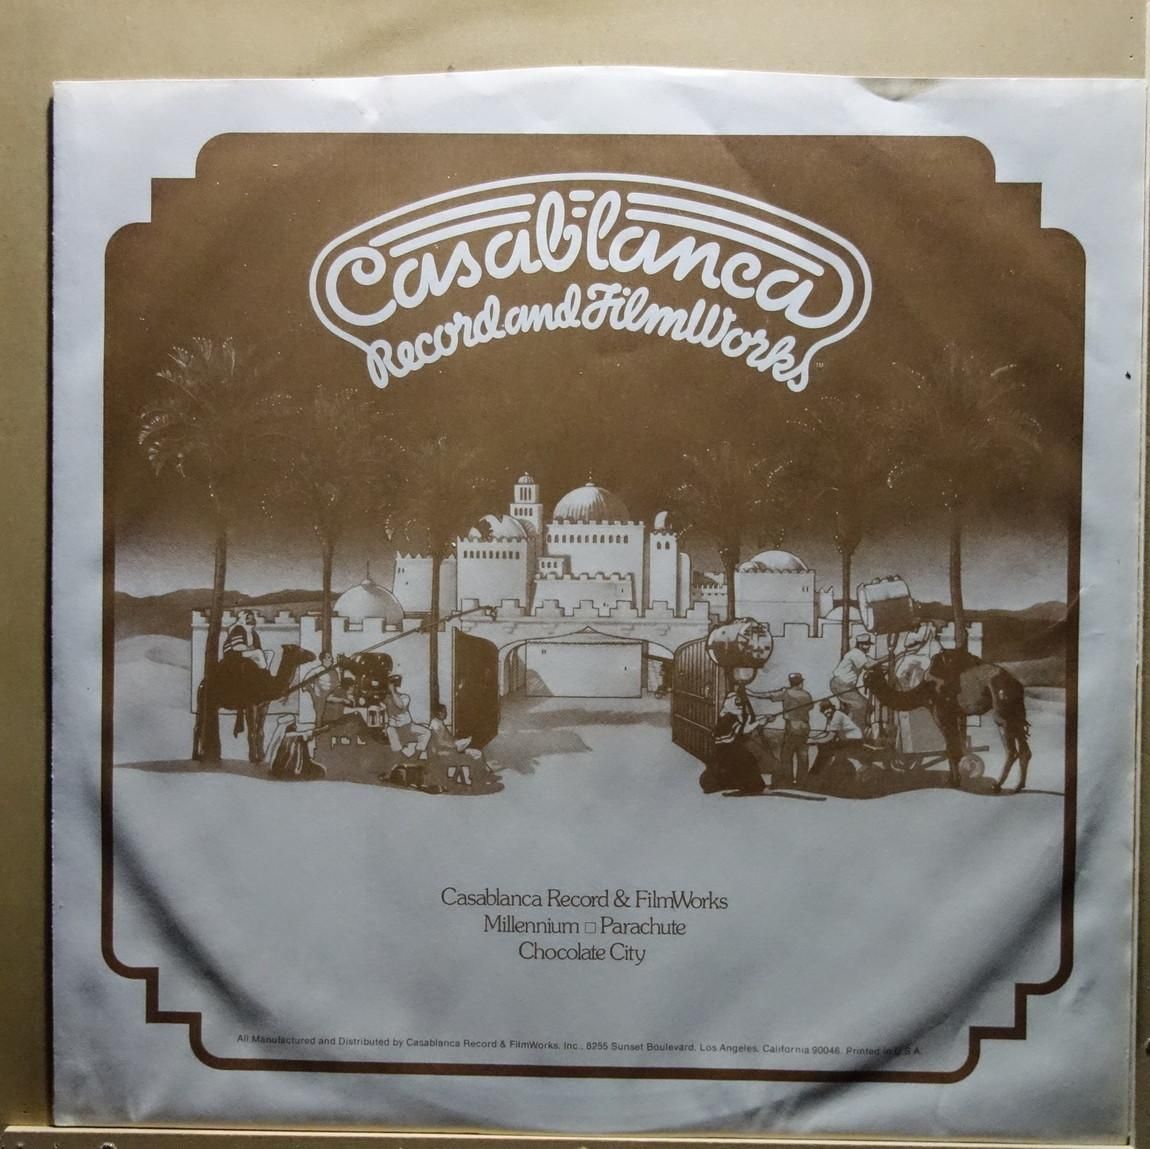 Casablanca
Record and FilmWorks ™
Casablanca Record & FilmWorks
Millennium □ Parachute
Chocolate City
All Manufactured and Distributed by Casablanca Record & FilmWorks, Inc., 8255 Sunset Boulevard, Los Angeles, California 90046. Printed in U.S.A.